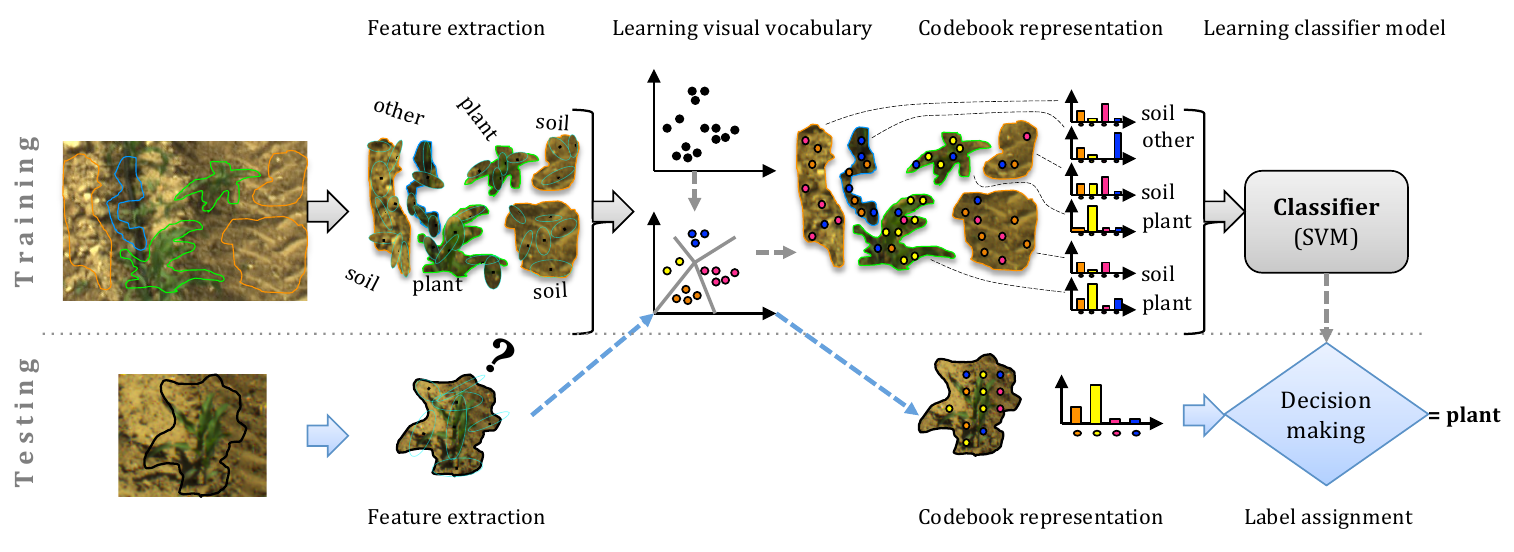 Feature extraction
Learning visual vocabulary
Codebook representation
Learning classifier model
Training
other
plant
soil
soil
plant
soil
soil
other
soil
plant
soil
plant
Classifier
(SVM)
Testing
?
Decision
making
= plant
Feature extraction
Codebook representation
Label assignment